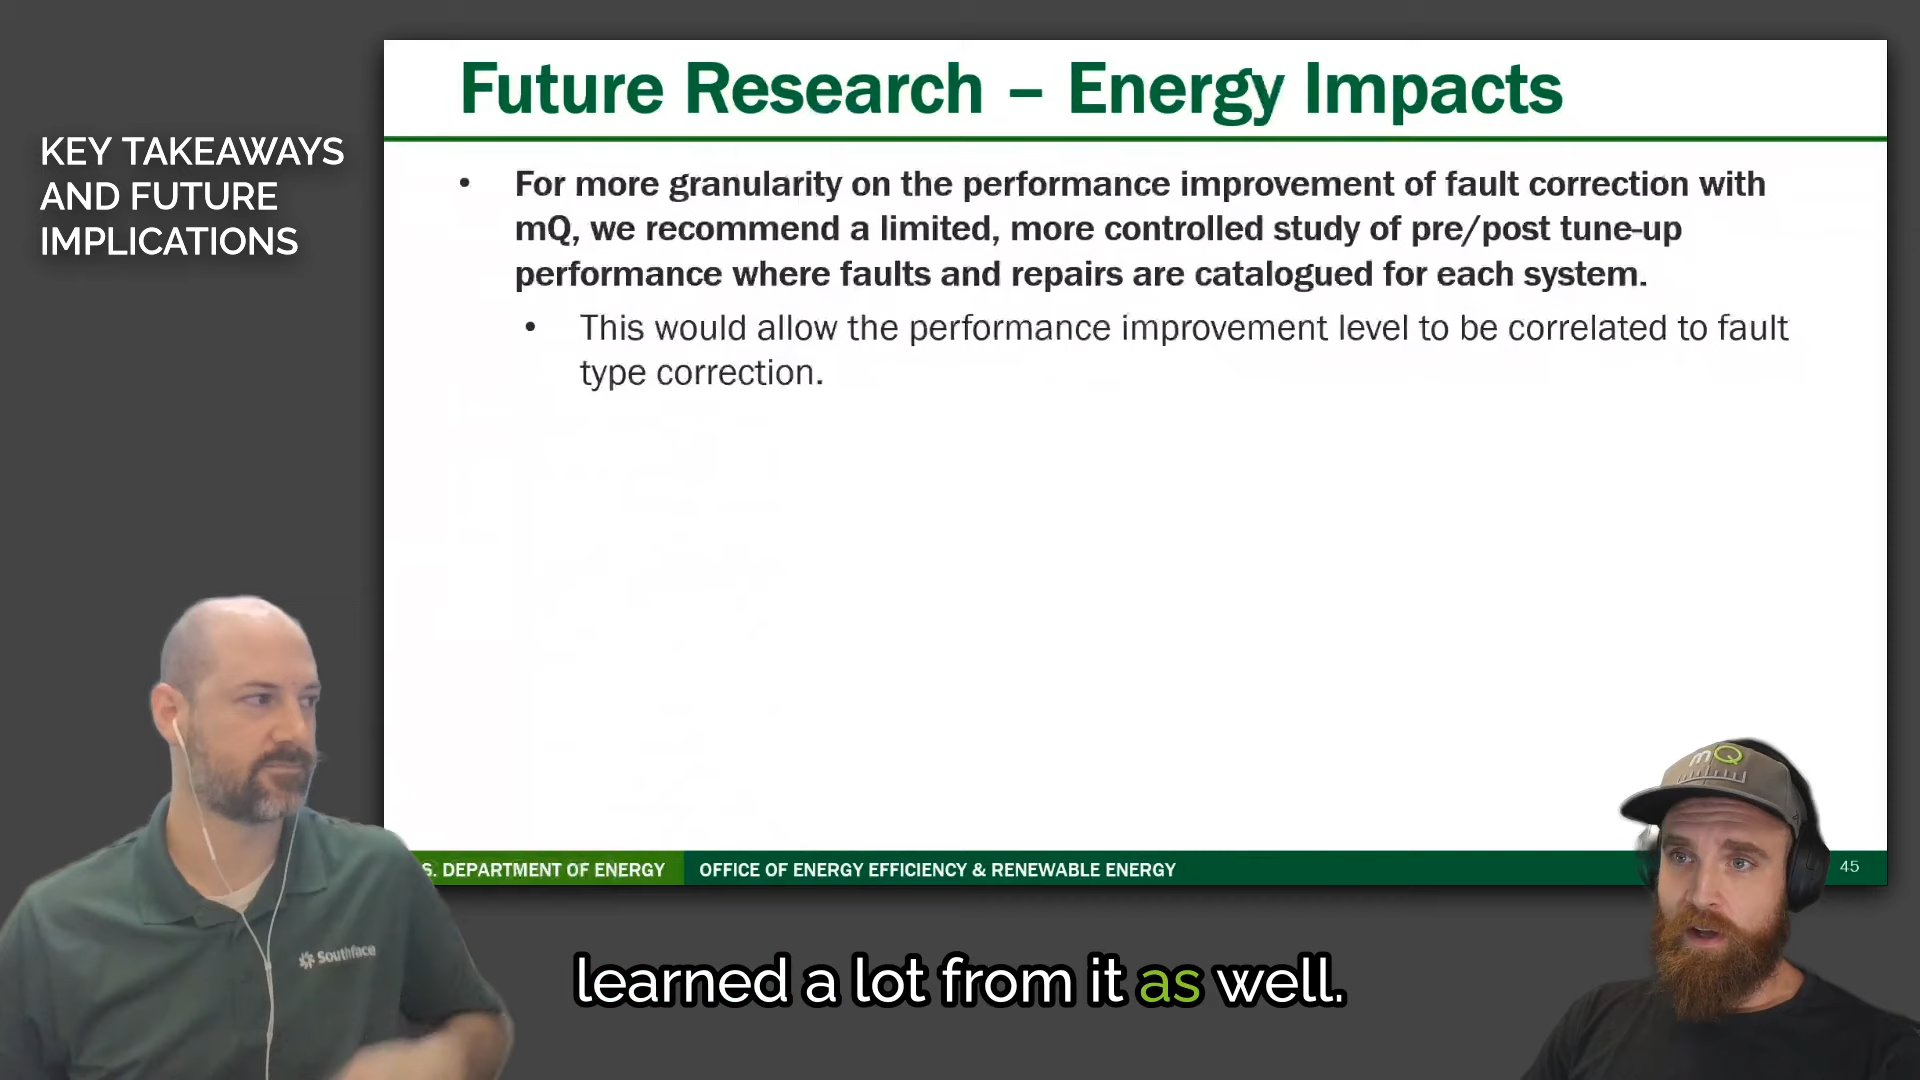 Future Research – Energy Impacts
KEY TAKEAWAYS
AND FUTURE
IMPLICATIONS
• For more granularity on the performance improvement of fault correction with
mQ, we recommend a limited, more controlled study of pre/post tune-up
performance where faults and repairs are catalogued for each system.
• This would allow the performance improvement level to be correlated to fault
type correction.
mQ
S. DEPARTMENT OF ENERGY
OFFICE OF ENERGY EFFICIENCY & RENEWABLE ENERGY
45
Southface
learned a lot from it as well.